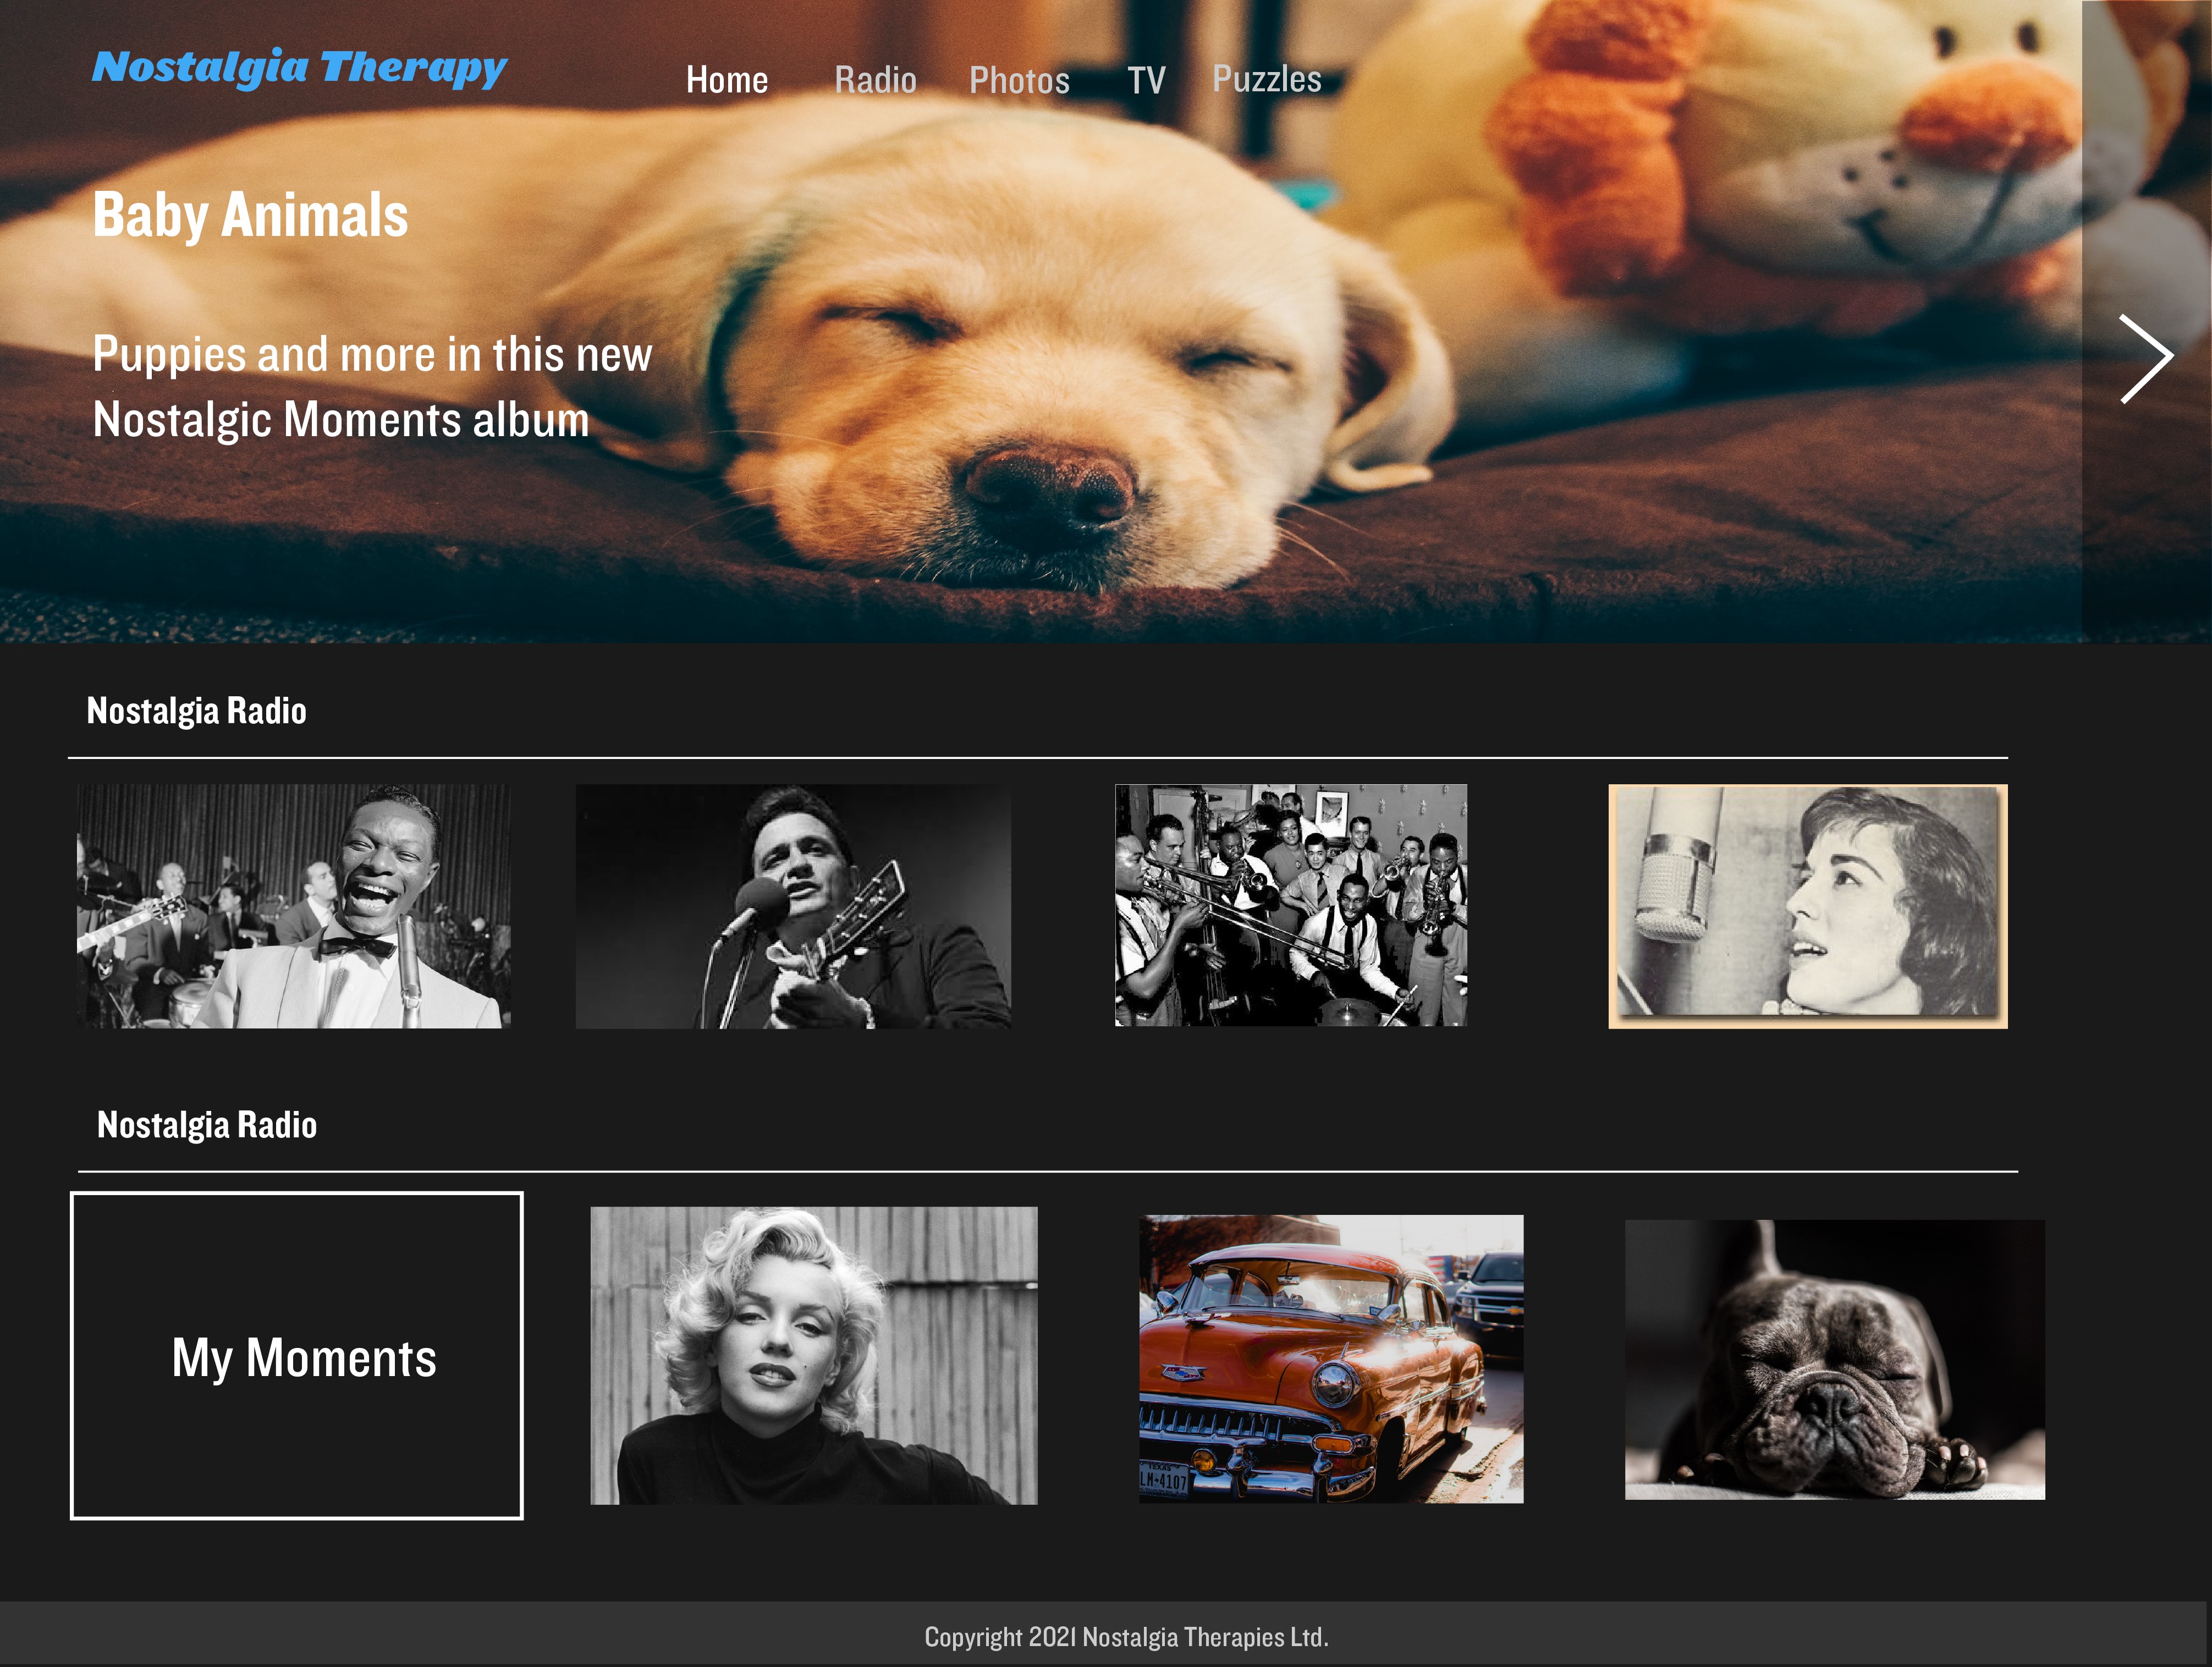 Nostalgia Therapy
Home Radio Photos TV Puzzles
Baby Animals
Puppies and more in this new
Nostalgic Moments album
Nostalgia Radio
Nostalgia Radio
My Moments
TEXAS
LM•4107
Copyright 2021 Nostalgia Therapies Ltd.